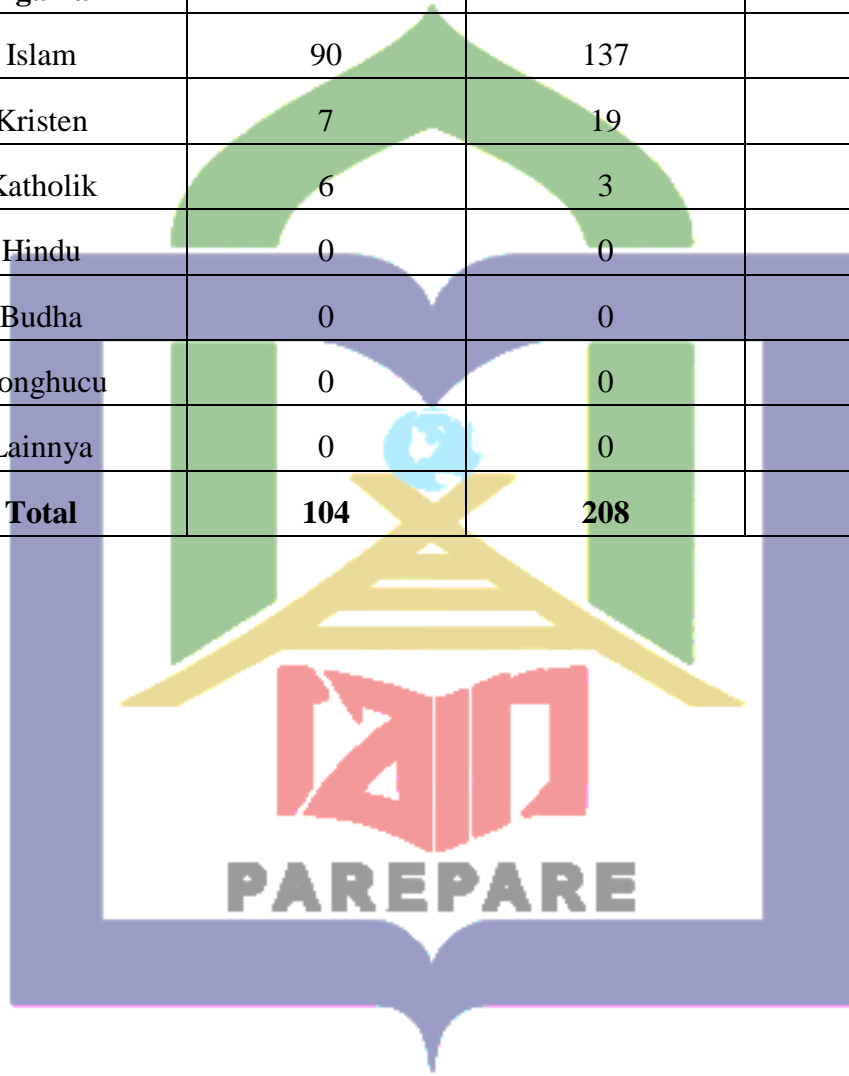 Islam 90 137
Kristen 7 19
Katholik 6 3
Hindu 0 0
Budha 0 0
onghucu 0 0
Lainnya 0 0
Total 104 208
iain
PAREPARE